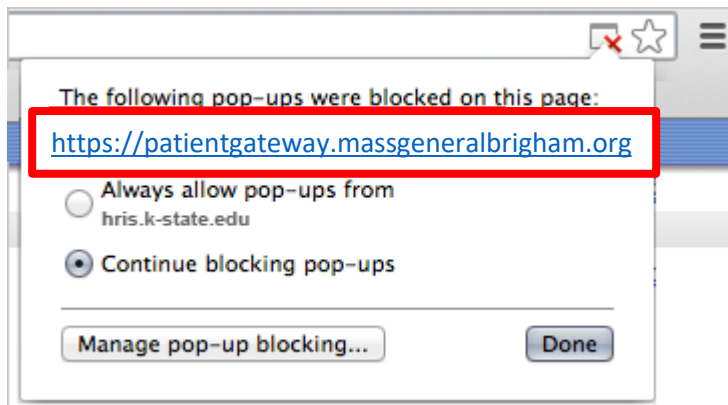 The following pop-ups were blocked on this page:
https://patientgateway.massgeneralbrigham.org
Always allow pop-ups from
hris.k-state.edu
Continue blocking pop-ups
Manage pop-up blocking...
Done